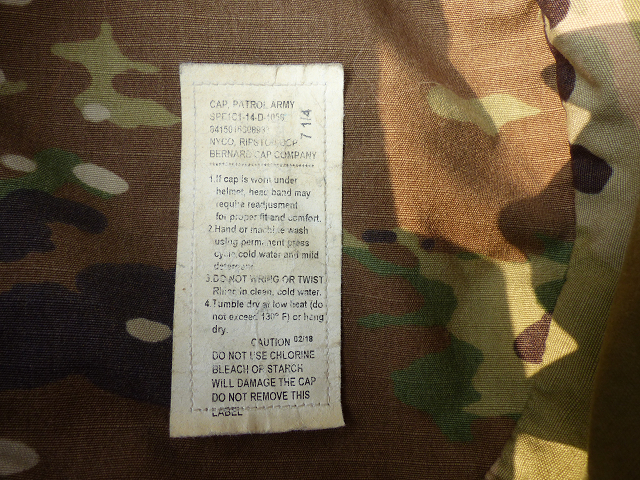 CAP, PATROL ARMY
7 1/4
NYCO, RIPSTOP OCP
BERNARD CAP COMPANY
1.If cap is worn under
helmet, head band may
require readjusment
for proper fit and comfort.
2.Hand or machine wash
using permanent press
cycle cold water and mild
detergent
3.DO NOT WRING OR TWIST
Rinse in clean, cold water.
4.Tumble dry at low heat (do
not exceed 130° F) or hang
dry.
CAUTION 02/18
DO NOT USE CHLORINE
BLEACH OR STARCH
WILL DAMAGE THE CAP
DO NOT REMOVE THIS
LABEL